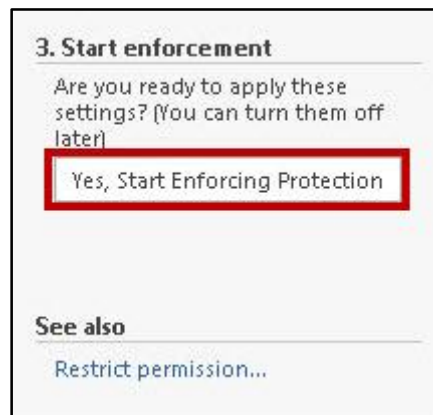 3. Start enforcement
Are you ready to apply these
settings? (You can turn them off
later)
Yes, Start Enforcing Protection
See also
Restrict permission...